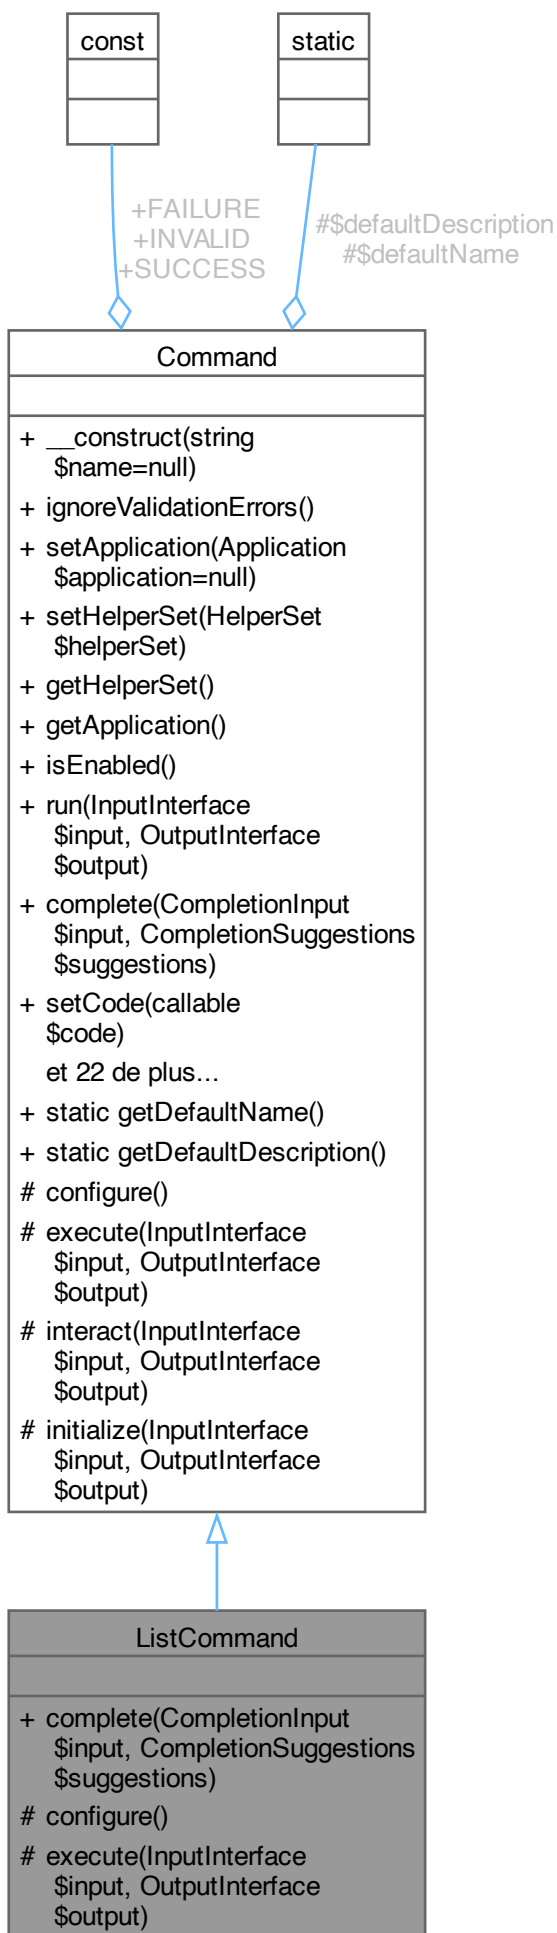 const
static
+FAILURE
+INVALID
+SUCCESS
#$defaultDescription
#$defaultName
Command
+ __construct(string
$name=null)
+ ignoreValidationErrors()
+ setApplication(Application
$application=null)
+ setHelperSet(HelperSet
$helperSet)
+ getHelperSet()
+ getApplication()
+ isEnabled()
+ run(InputInterface
$input, OutputInterface
$output)
+ complete(CompletionInput
$input, CompletionSuggestions
$suggestions)
+ setCode(callable
$code)
et 22 de plus...
+ static getDefaultName()
+ static getDefaultDescription()
# configure()
# execute(InputInterface
$input, OutputInterface
$output)
# interact(InputInterface
$input, OutputInterface
$output)
# initialize(InputInterface
$input, OutputInterface
$output)
ListCommand
+ complete(CompletionInput
$input, CompletionSuggestions
$suggestions)
# configure()
# execute(InputInterface
$input, OutputInterface
$output)